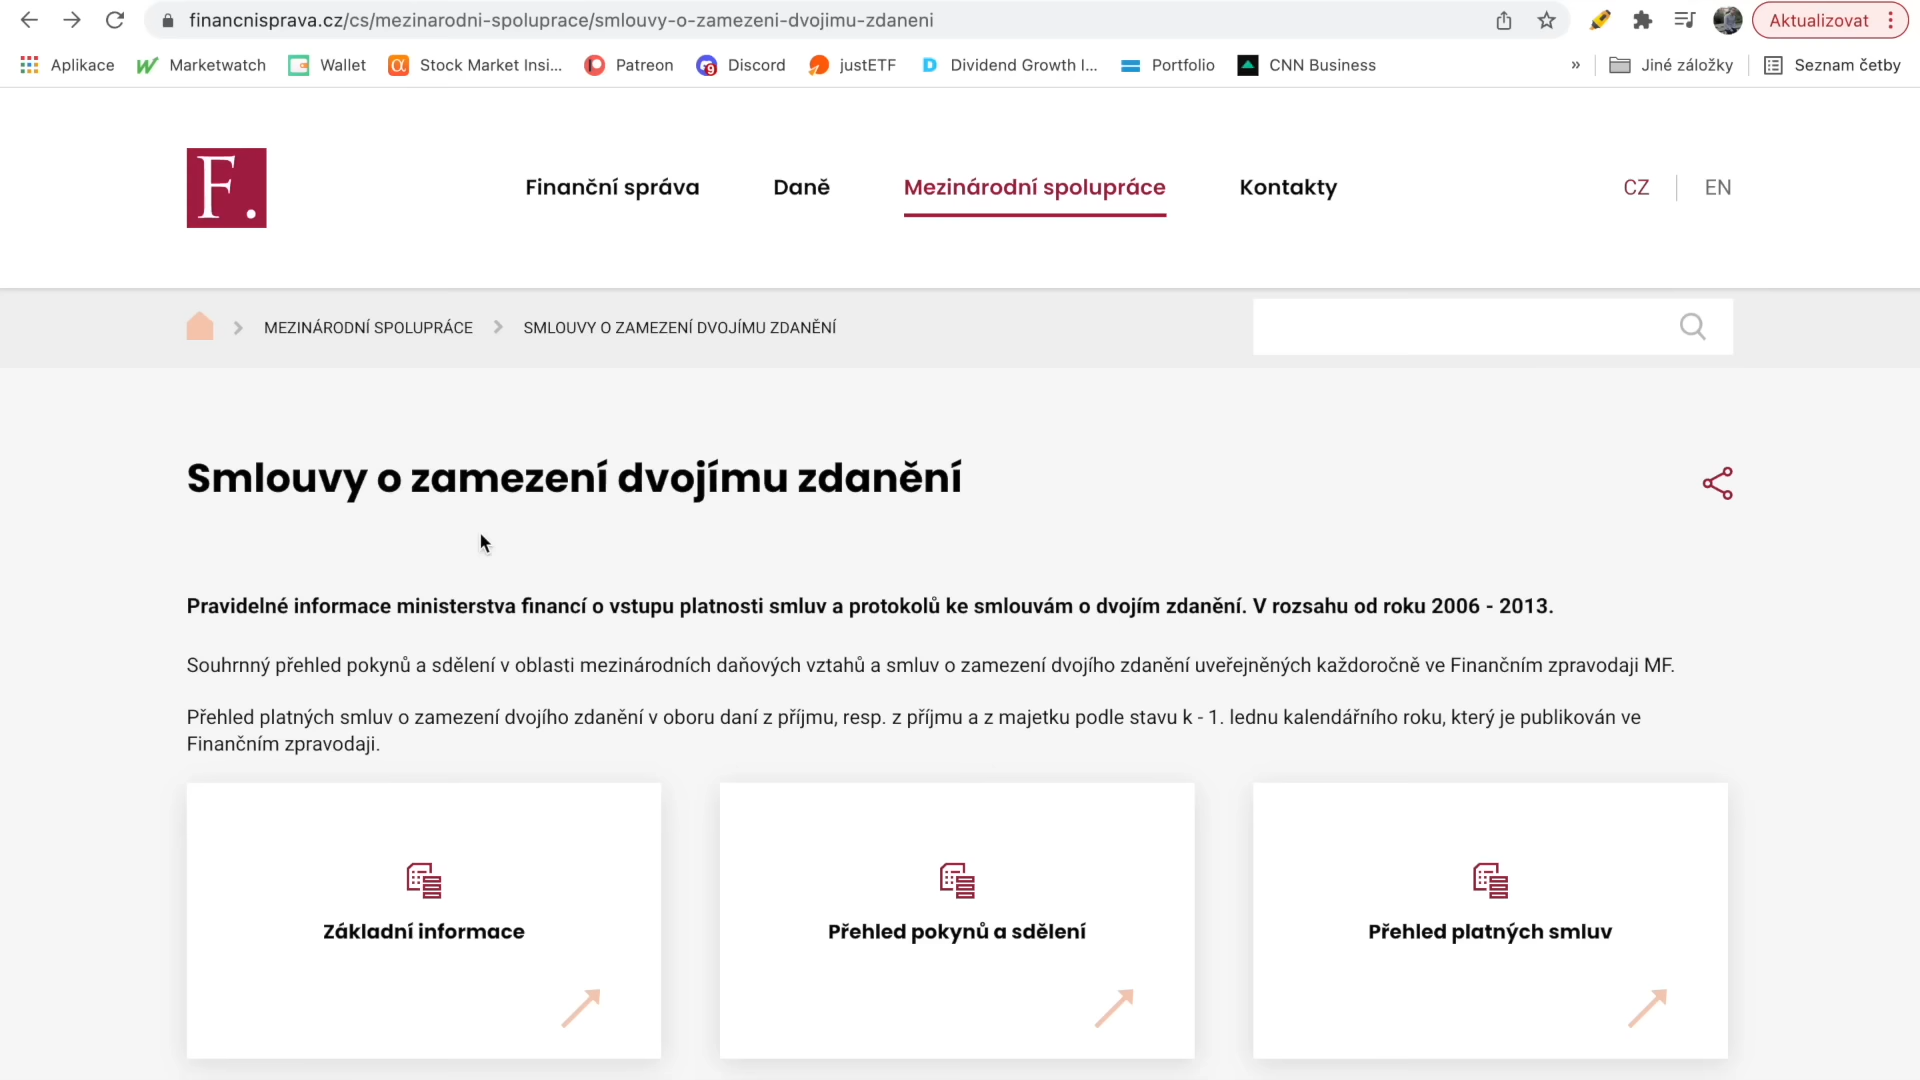 financnisprava.cz/cs/mezinarodni-spoluprace/smlouvy-o-zamezeni-dvojimu-zdaneni
Aktualizovat
Aplikace
Marketwatch
Wallet
Stock Market Insi...
Patreon
9
Discord
justETF
Dividend Growth I...
Portfolio
CNN Business
»
Jiné záložky
Seznam četby
F.
Finanční správa
Daně
Mezinárodní spolupráce
Kontakty
CZ
EN
MEZINÁRODNÍ SPOLUPRÁCE
SMLOUVY O ZAMEZENÍ DVOJÍMU ZDANĚNÍ
Smlouvy o zamezení dvojímu zdanění
Pravidelné informace ministerstva financí o vstupu platnosti smluv a protokolů ke smlouvám o dvojím zdanění. V rozsahu od roku 2006 - 2013.
Souhrnný přehled pokynů a sdělení v oblasti mezinárodních daňových vztahů a smluv o zamezení dvojího zdanění uveřejněných každoročně ve Finančním zpravodaji MF.
Přehled platných smluv o zamezení dvojího zdanění v oboru daní z příjmu, resp. z příjmu a z majetku podle stavu k - 1. lednu kalendářního roku, který je publikován ve
Finančním zpravodaji.
Základní informace
Přehled pokynů a sdělení
Přehled platných smluv